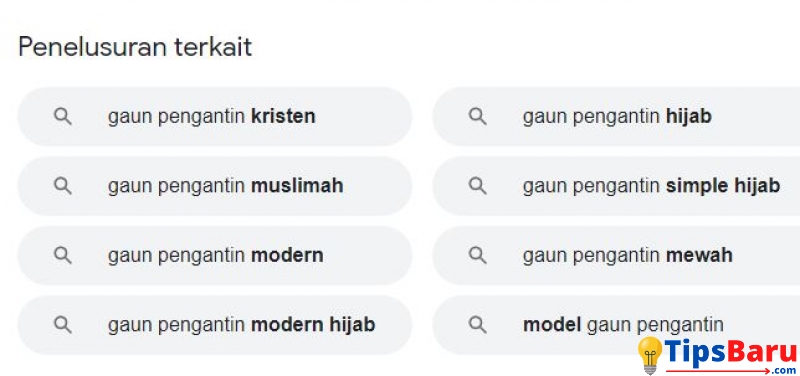 Penelusuran terkait
gaun pengantin kristen
gaun pengantin hijab
gaun pengantin muslimah
gaun pengantin simple hijab
gaun pengantin modern
gaun pengantin mewah
gaun pengantin modern hijab
model gaun pengantin
TipsBaru
.com